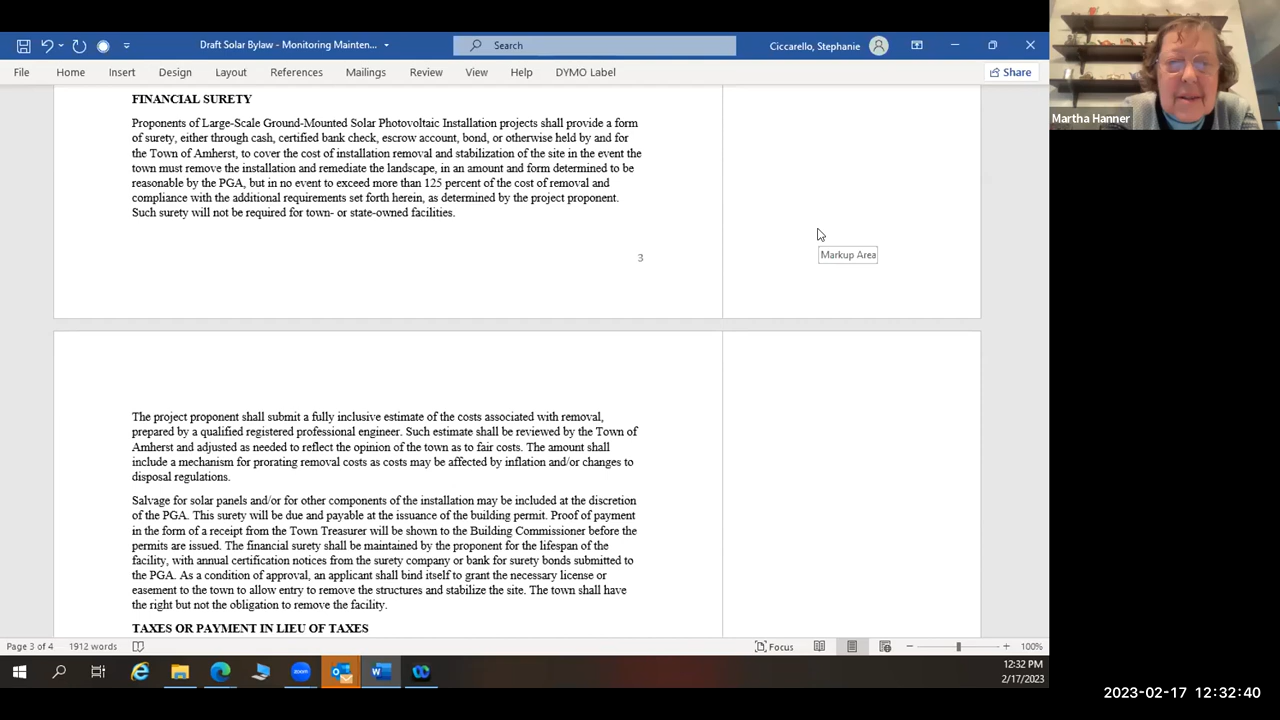 Draft Solar Bylaw - Monitoring Mainten...
Search
Ciccarello, Stephanie
File
Home
Insert
Design
Layout
References
Mailings
Review
View
Help
DYMO Label
Share
Martha Hanner
FINANCIAL SURETY
Proponents of Large-Scale Ground-Mounted Solar Photovoltaic Installation projects shall provide a form
of surety, either through cash, certified bank check, escrow account, bond, or otherwise held by and for
the Town of Amherst, to cover the cost of installation removal and stabilization of the site in the event the
town must remove the installation and remediate the landscape, in an amount and form determined to be
reasonable by the PGA, but in no event to exceed more than 125 percent of the cost of removal and
compliance with the additional requirements set forth herein, as determined by the project proponent.
Such surety will not be required for town- or state-owned facilities.
Markup Area
3
The project proponent shall submit a fully inclusive estimate of the costs associated with removal,
prepared by a qualified registered professional engineer. Such estimate shall be reviewed by the Town of
Amherst and adjusted as needed to reflect the opinion of the town as to fair costs. The amount shall
include a mechanism for prorating removal costs as costs may be affected by inflation and/or changes to
disposal regulations.
Salvage for solar panels and/or for other components of the installation may be included at the discretion
of the PGA. This surety will be due and payable at the issuance of the building permit. Proof of payment
in the form of a receipt from the Town Treasurer will be shown to the Building Commissioner before the
permits are issued. The financial surety shall be maintained by the proponent for the lifespan of the
facility, with annual certification notices from the surety company or bank for surety bonds submitted to
the PGA. As a condition of approval, an applicant shall bind itself to grant the necessary license or
easement to the town to allow entry to remove the structures and stabilize the site. The town shall have
the right but not the obligation to remove the facility.
TAXES OR PAYMENT IN LIEU OF TAXES
Page 3 of 4
1912 words
Focus
100%
zoom
12:32 PM
2/17/2023
2023-02-17 12:32:40